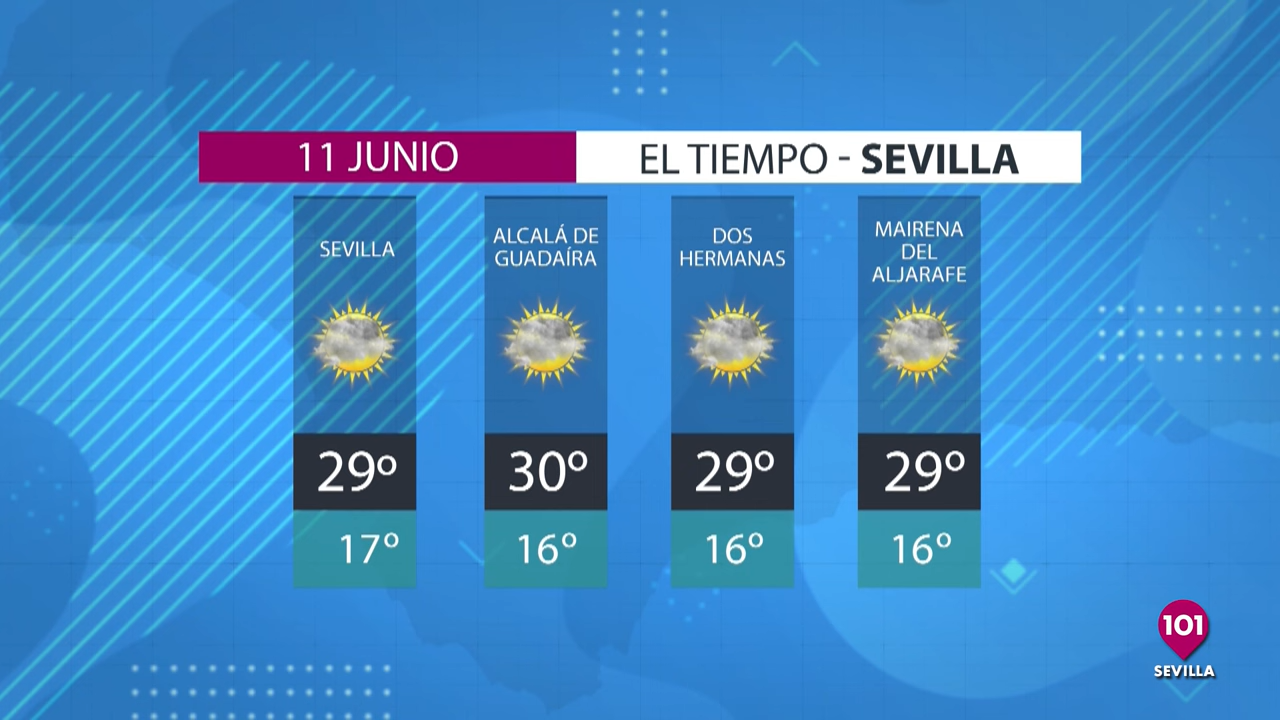 11 JUNIO
EL TIEMPO - SEVILLA
SEVILLA
ALCALÁ DE
GUADAÍRA
DOS
HERMANAS
MAIRENA
DEL
ALJARAFE
29º
30º
29º
29º
17º
16º
16º
16º
101
SEVILLA